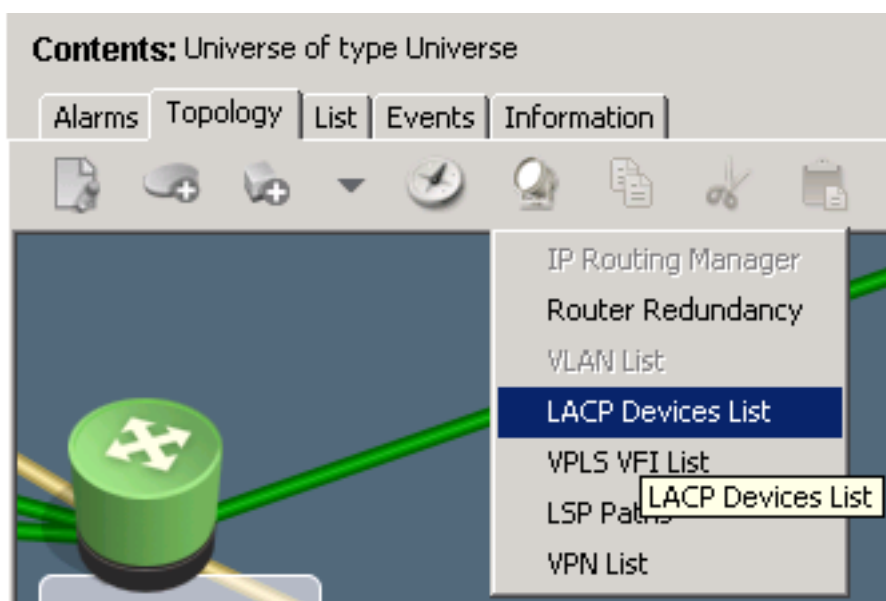 Contents: Universe of type Universe
Alarms Topology List Events Information
IP Routing Manager
Router Redundancy
VLAN List
LACP Devices List
VPLS VFI List
LACP Devices List
LSP Paths
VPN List